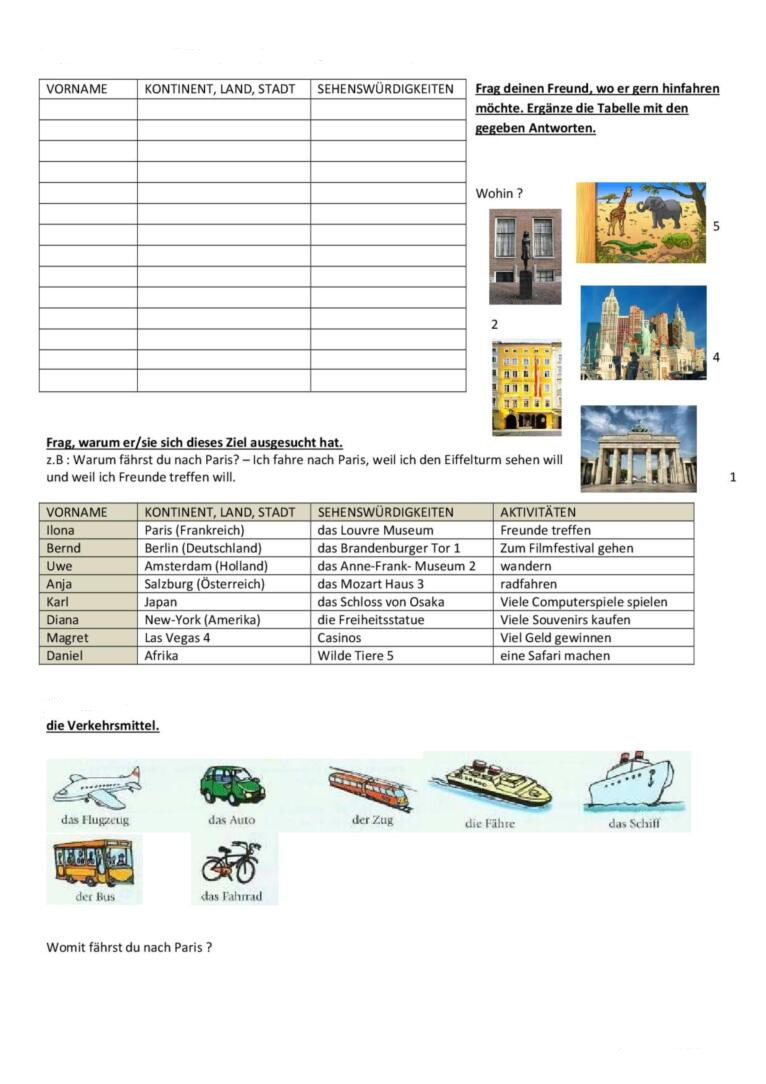 VORNAME KONTINENT, LAND, STADT SEHENSWÜRDIGKEITEN
Frag deinen Freund, wo er gern hinfahren
möchte. Ergänze die Tabelle mit den
gegeben Antworten.
Wohin ?
5
2
4
1
Frag, warum er/sie sich dieses Ziel ausgesucht hat.
z.B : Warum fährst du nach Paris? – Ich fahre nach Paris, weil ich den Eiffelturm sehen will
und weil ich Freunde treffen will.
VORNAME KONTINENT, LAND, STADT SEHENSWÜRDIGKEITEN AKTIVITÄTEN
Ilona Paris (Frankreich) das Louvre Museum Freunde treffen
Bernd Berlin (Deutschland) das Brandenburger Tor 1 Zum Filmfestival gehen
Uwe Amsterdam (Holland) das Anne-Frank- Museum 2 wandern
Anja Salzburg (Österreich) das Mozart Haus 3 radfahren
Karl Japan das Schloss von Osaka Viele Computerspiele spielen
Diana New-York (Amerika) die Freiheitsstatue Viele Souvenirs kaufen
Magret Las Vegas 4 Casinos Viel Geld gewinnen
Daniel Afrika Wilde Tiere 5 eine Safari machen
die Verkehrsmittel.
das Flugzeug das Auto der Zug die Fähre das Schiff
der Bus das Fahrrad
Womit fährst du nach Paris ?